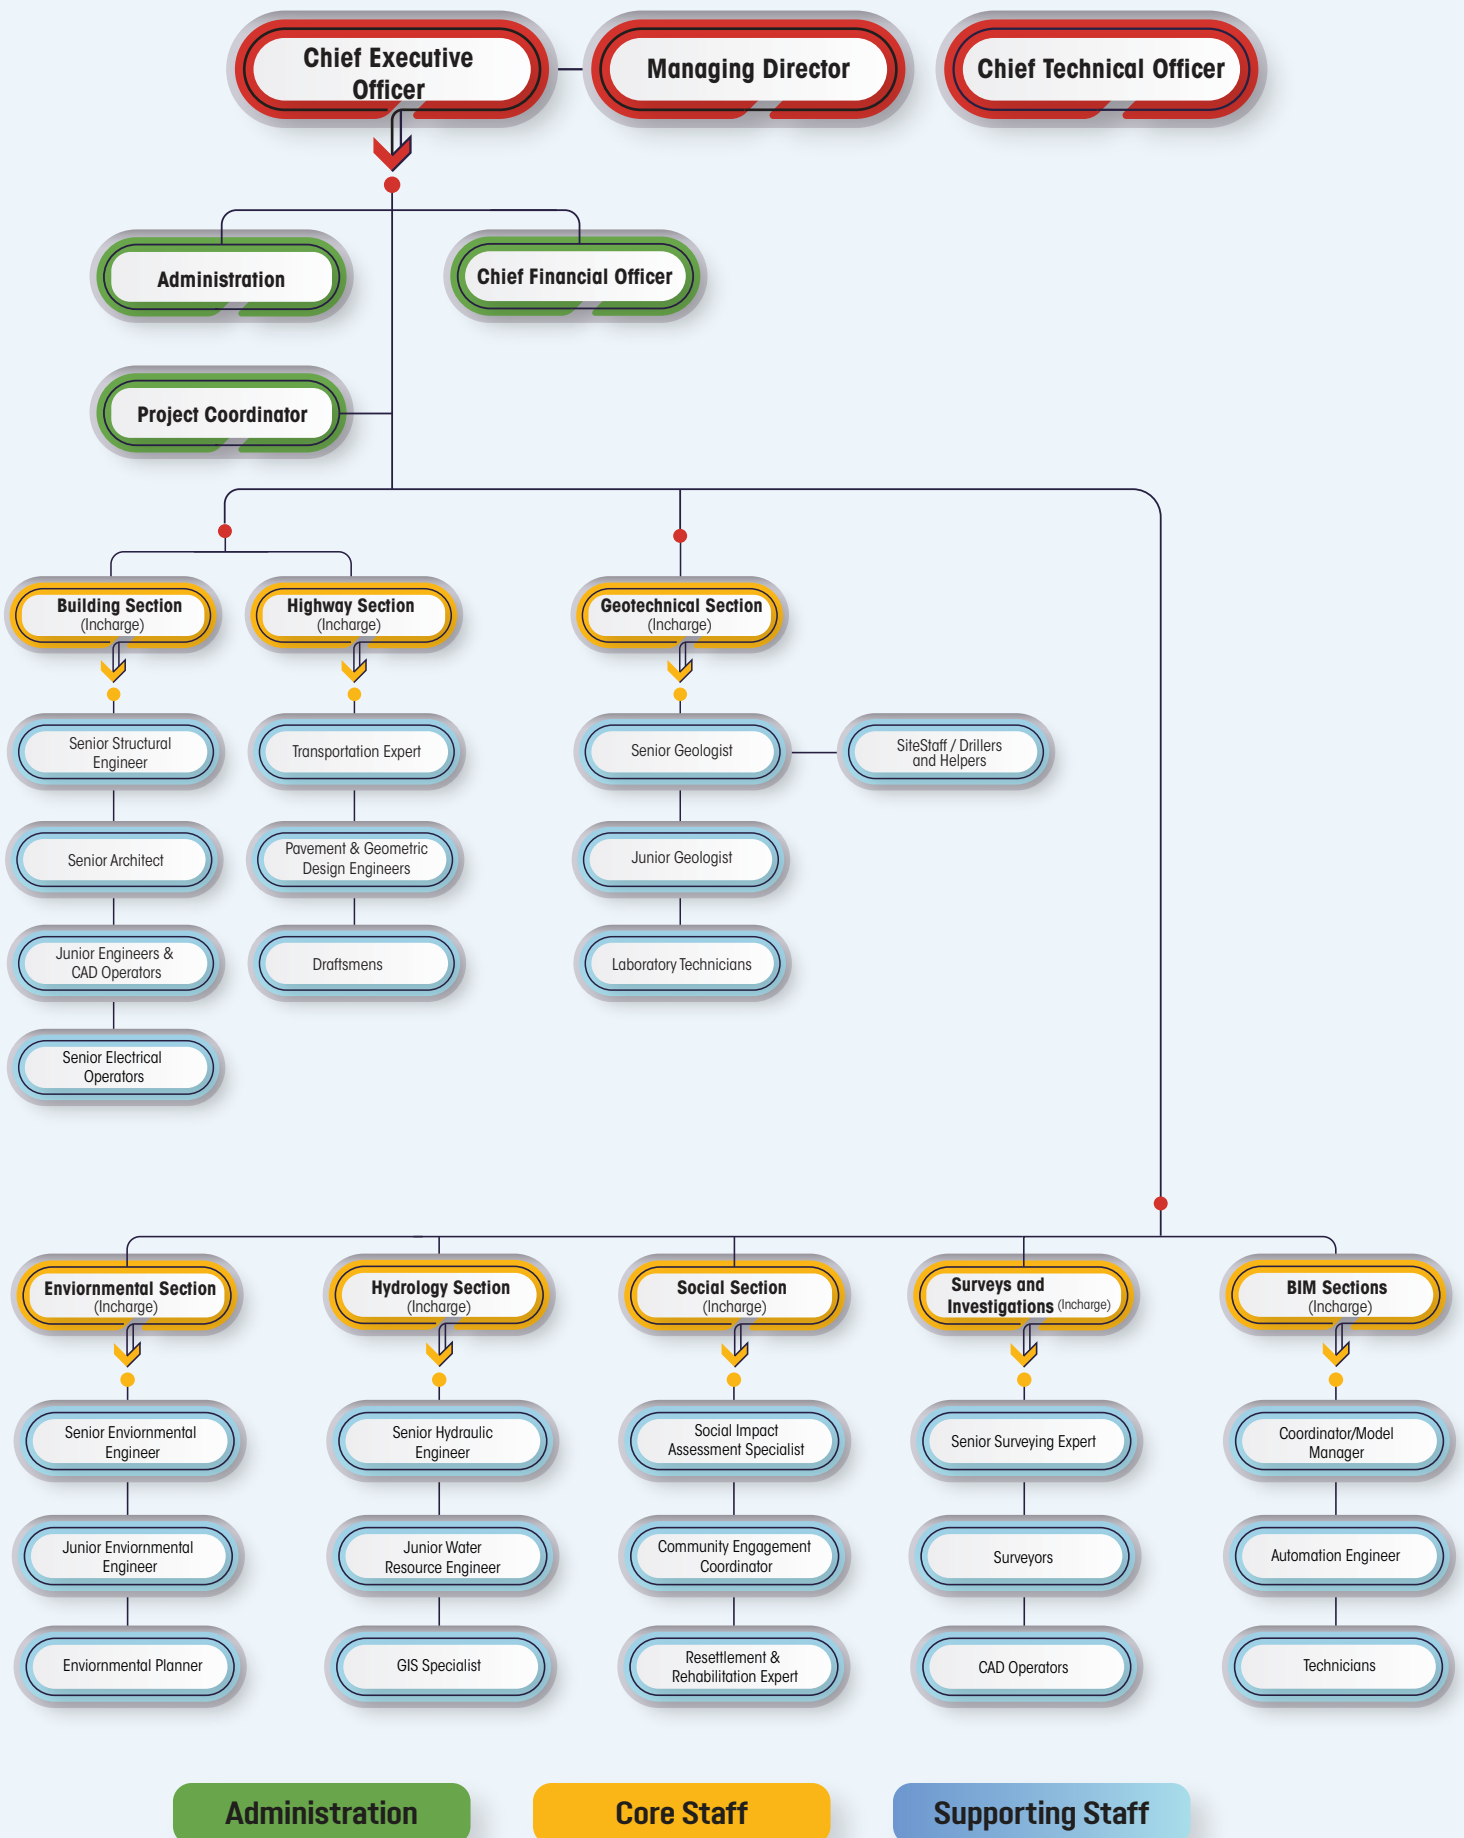 Chief Executive
Officer
Managing Director
Chief Technical Officer
Administration
Chief Financial Officer
Project Coordinator
Building Section
(Incharge)
Highway Section
(Incharge)
Geotechnical Section
(Incharge)
Senior Structural
Engineer
Transportation Expert
Senior Geologist
SiteStaff / Drillers
and Helpers
Senior Architect
Pavement & Geometric
Design Engineers
Junior Geologist
Junior Engineers &
CAD Operators
Draftsmens
Laboratory Technicians
Senior Electrical
Operators
Enviornmental Section
(Incharge)
Hydrology Section
(Incharge)
Social Section
(Incharge)
Surveys and
Investigations (Incharge)
BIM Sections
(Incharge)
Senior Enviornmental
Engineer
Senior Hydraulic
Engineer
Social Impact
Assessment Specialist
Senior Surveying Expert
Coordinator/Model
Manager
Junior Enviornmental
Engineer
Junior Water
Resource Engineer
Community Engagement
Coordinator
Surveyors
Automation Engineer
Enviornmental Planner
GIS Specialist
Resettlement &
Rehabilitation Expert
CAD Operators
Technicians
Administration
Core Staff
Supporting Staff